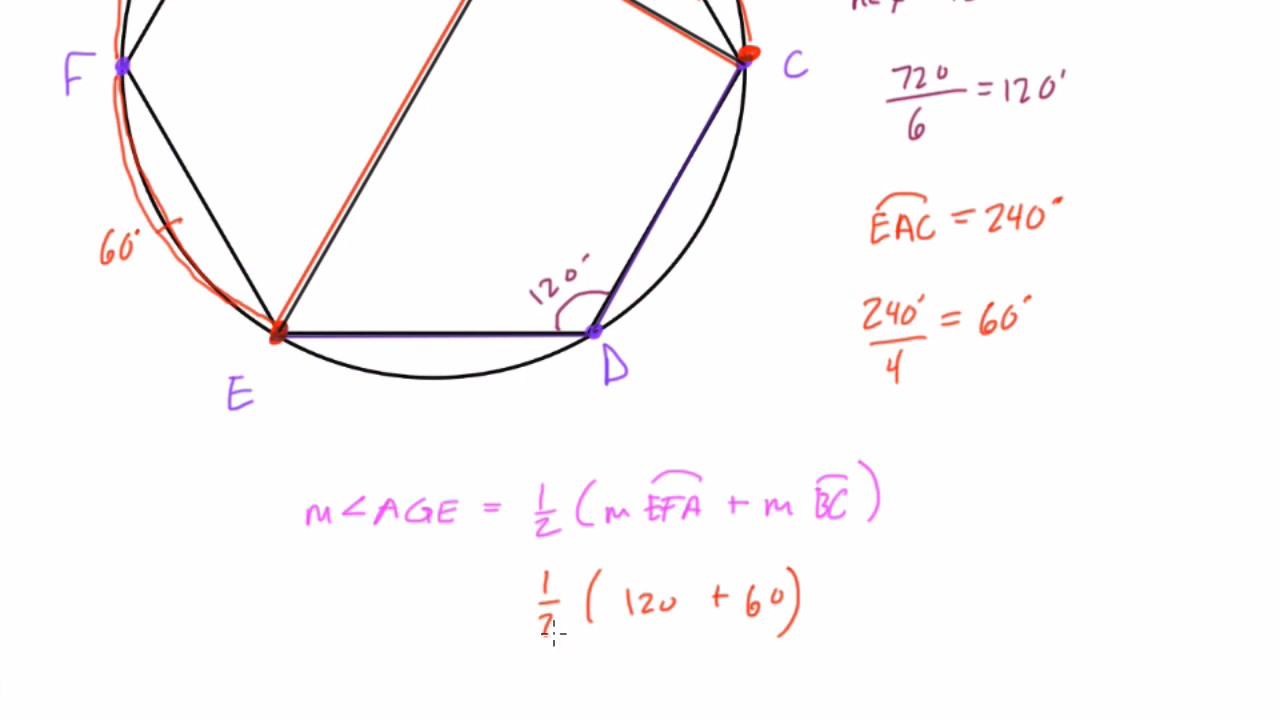 F
C
720/6 = 120°
EAC = 240°
60°
120°
240°/4 = 60°
E
D
m∠AGE = 1/2 (m EFA + m BC)
1/2 (120 + 60)